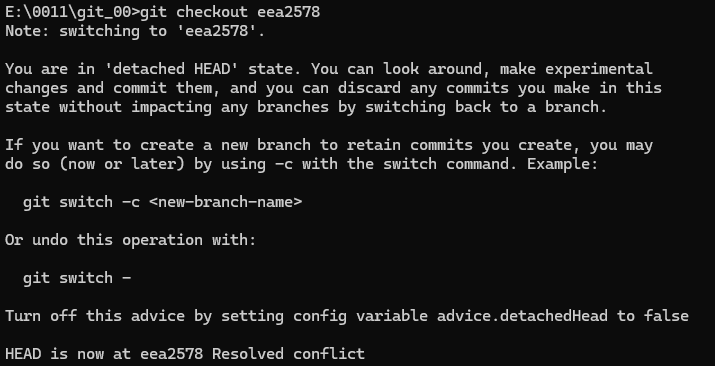 E:\0011\git_00>git checkout eea2578
Note: switching to 'eea2578'.

You are in 'detached HEAD' state. You can look around, make experimental
changes and commit them, and you can discard any commits you make in this
state without impacting any branches by switching back to a branch.

If you want to create a new branch to retain commits you create, you may
do so (now or later) by using -c with the switch command. Example:

  git switch -c <new-branch-name>

Or undo this operation with:

  git switch -

Turn off this advice by setting config variable advice.detachedHead to false

HEAD is now at eea2578 Resolved conflict